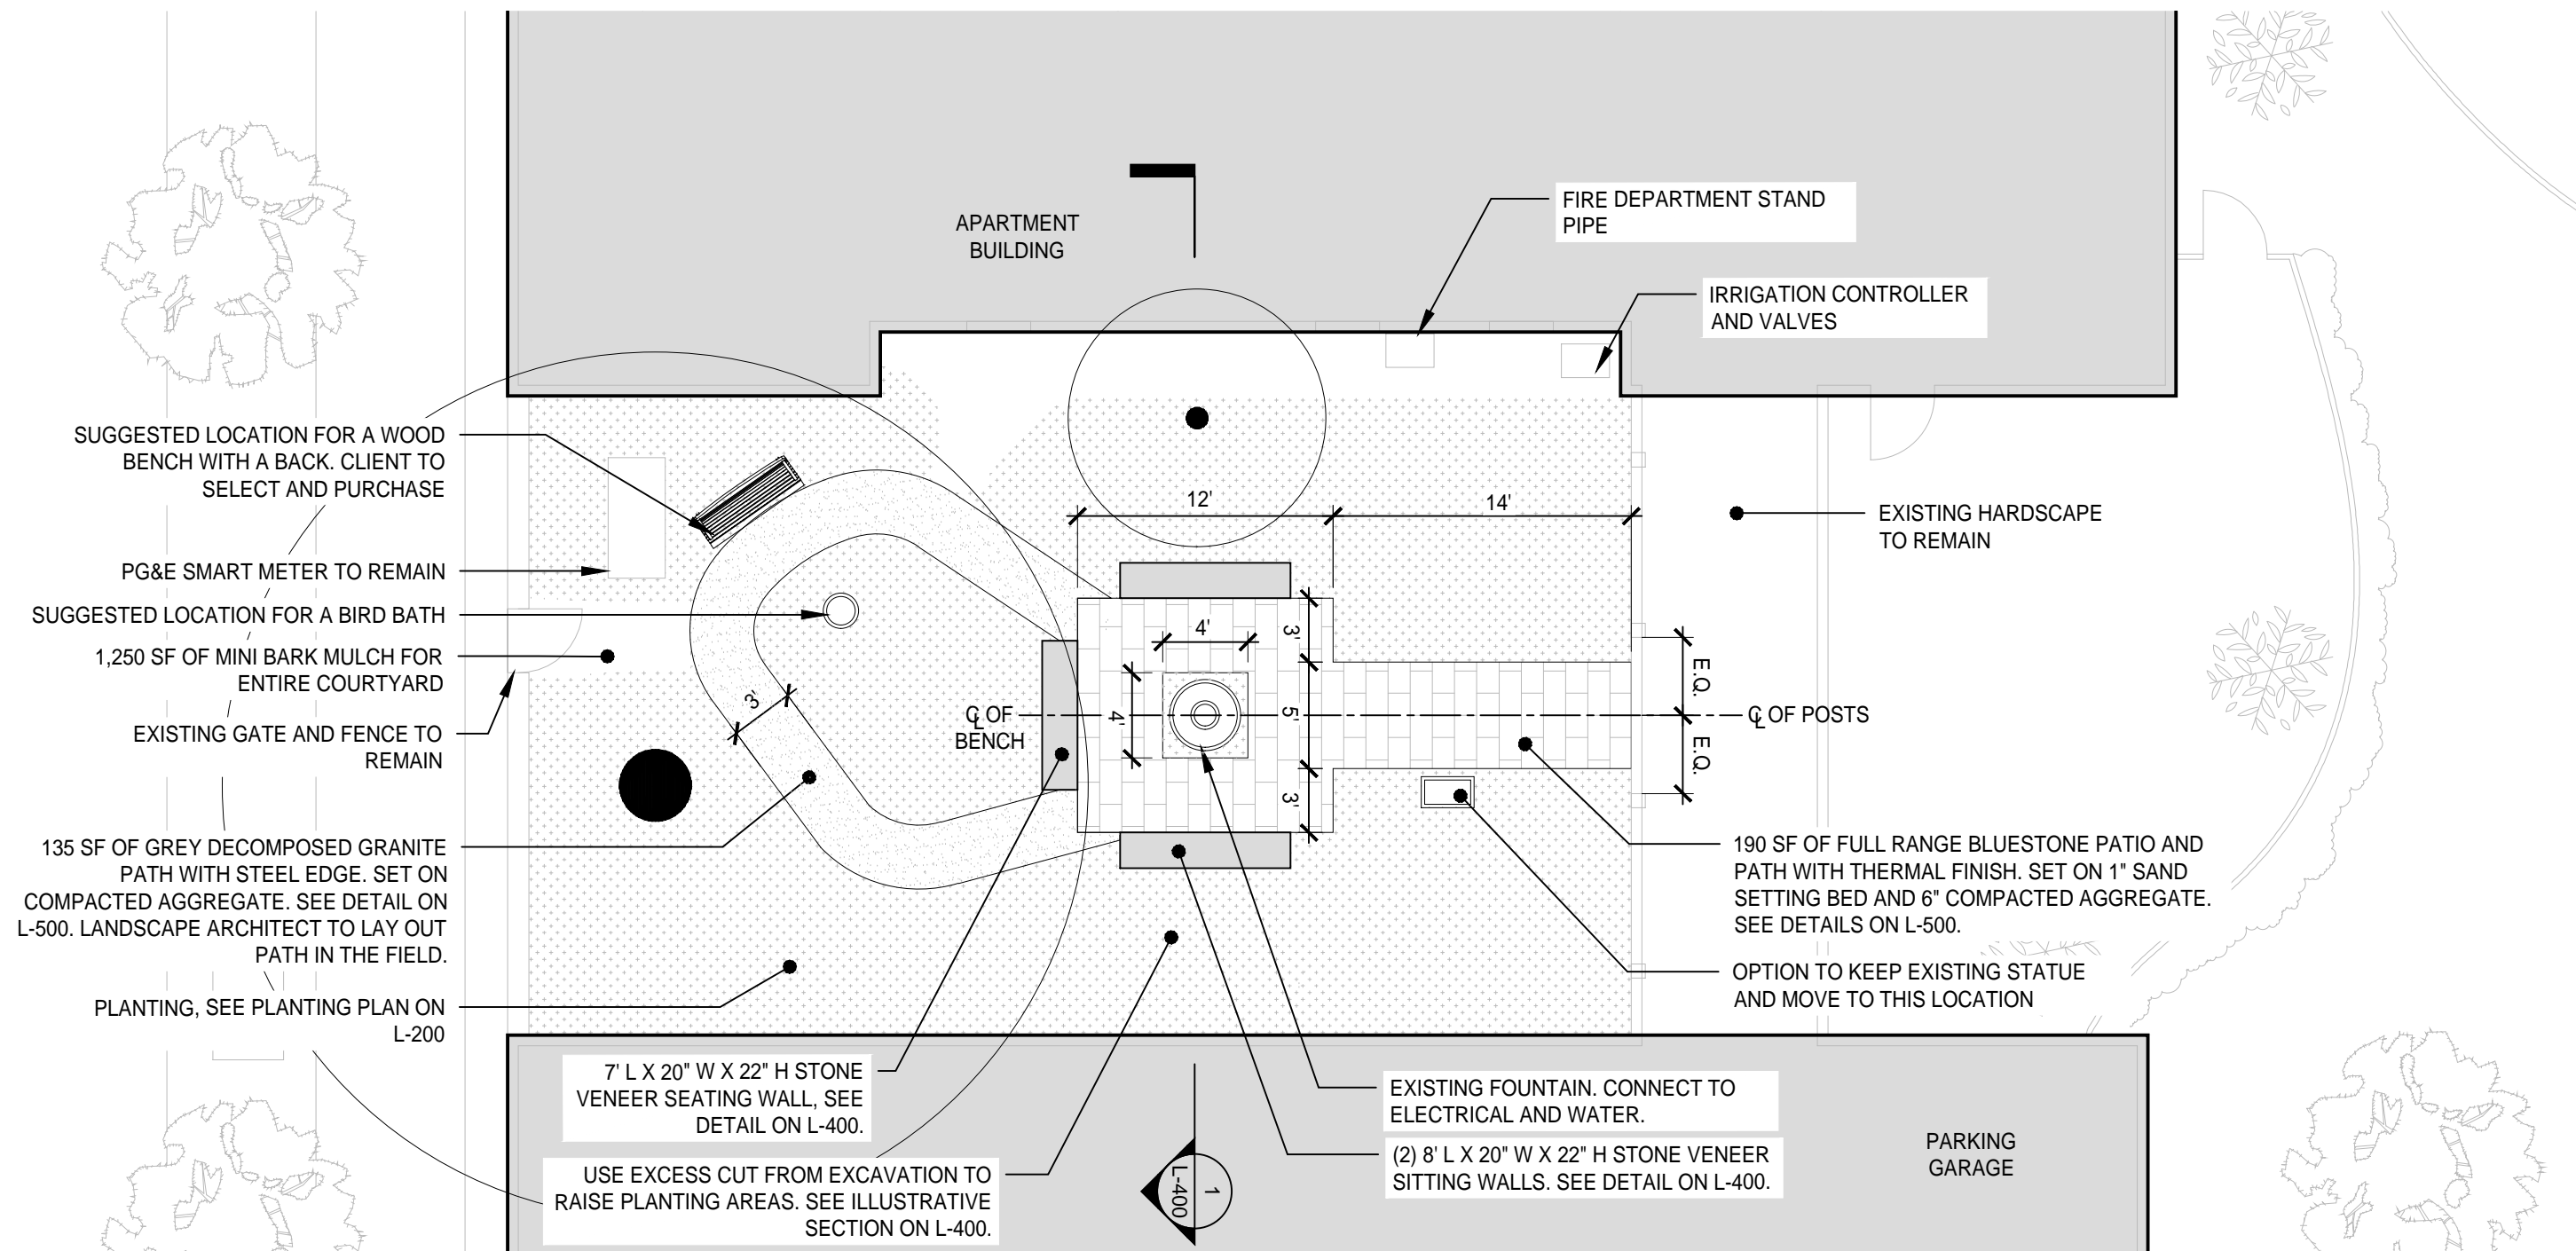 APARTMENT
BUILDING
FIRE DEPARTMENT STAND
PIPE
IRRIGATION CONTROLLER
AND VALVES
SUGGESTED LOCATION FOR A WOOD
BENCH WITH A BACK. CLIENT TO
SELECT AND PURCHASE
PG&E SMART METER TO REMAIN
SUGGESTED LOCATION FOR A BIRD BATH
1,250 SF OF MINI BARK MULCH FOR
ENTIRE COURTYARD
EXISTING GATE AND FENCE TO
REMAIN
135 SF OF GREY DECOMPOSED GRANITE
PATH WITH STEEL EDGE. SET ON
COMPACTED AGGREGATE. SEE DETAIL ON
L-500. LANDSCAPE ARCHITECT TO LAY OUT
PATH IN THE FIELD.
PLANTING, SEE PLANTING PLAN ON
L-200
12'
14'
4'
4'
3'
5'
3'
3'
E.Q.
E.Q.
℄ OF
BENCH
℄ OF POSTS
EXISTING HARDSCAPE
TO REMAIN
190 SF OF FULL RANGE BLUESTONE PATIO AND
PATH WITH THERMAL FINISH. SET ON 1" SAND
SETTING BED AND 6" COMPACTED AGGREGATE.
SEE DETAILS ON L-500.
OPTION TO KEEP EXISTING STATUE
AND MOVE TO THIS LOCATION
7' L X 20" W X 22" H STONE
VENEER SEATING WALL, SEE
DETAIL ON L-400.
USE EXCESS CUT FROM EXCAVATION TO
RAISE PLANTING AREAS. SEE ILLUSTRATIVE
SECTION ON L-400.
EXISTING FOUNTAIN. CONNECT TO
ELECTRICAL AND WATER.
(2) 8' L X 20" W X 22" H STONE VENEER
SITTING WALLS. SEE DETAIL ON L-400.
1
L-400
PARKING
GARAGE